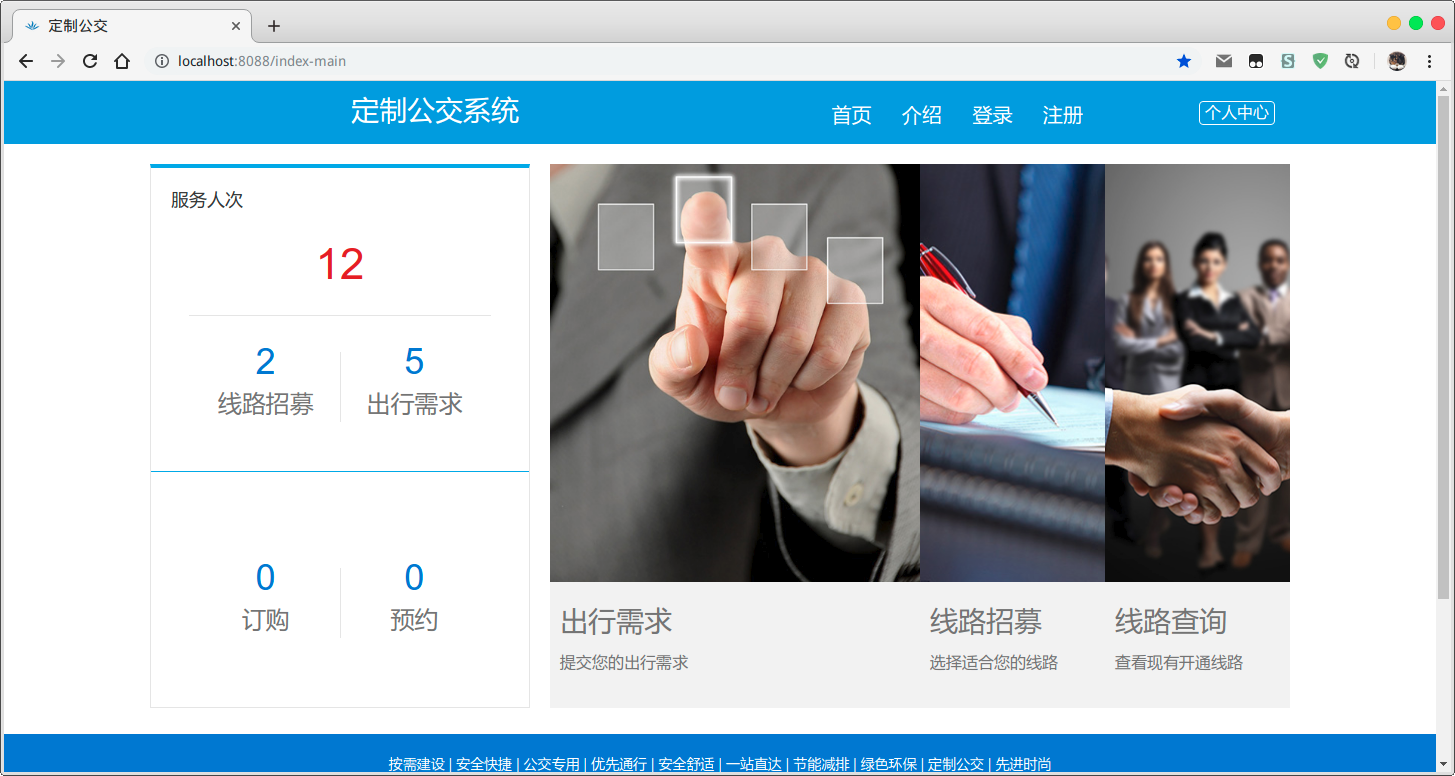 定制公交
localhost:8088/index-main
定制公交系统
首页 介绍 登录 注册
个人中心
服务人次
12
2 5
线路招募 出行需求
0 0
订购 预约
出行需求 线路招募 线路查询
提交您的出行需求 选择适合您的线路 查看现有开通线路
按需建设 | 安全快捷 | 公交专用 | 优先通行 | 安全舒适 | 一站直达 | 节能减排 | 绿色环保 | 定制公交 | 先进时尚